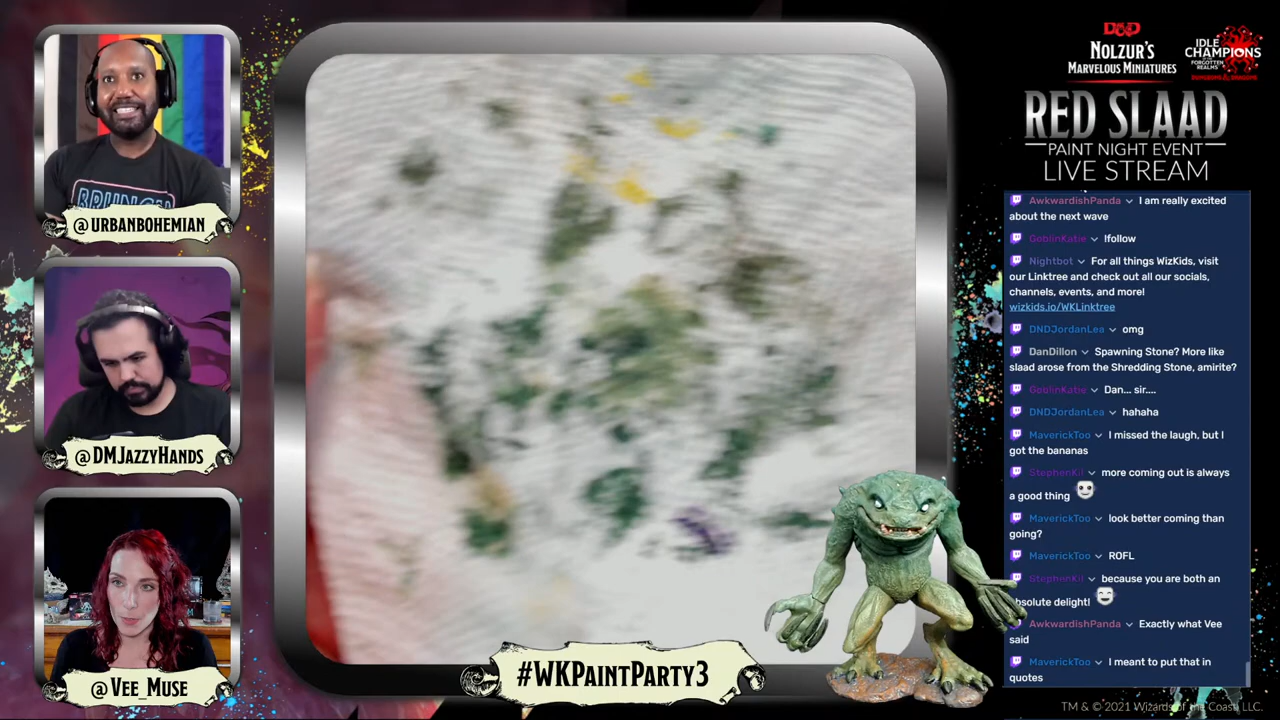 BRUNCH
@URBANBOHEMIAN
@DMJAZZYHANDS
@VEE_MUSE
#WKPAINTPARTY3
D&D
NOLZUR'S
MARVELOUS MINIATURES
IDLE
CHAMPIONS
OF THE
FORGOTTEN
REALMS
DUNGEONS & DRAGONS
RED SLAAD
PAINT NIGHT EVENT
LIVE STREAM
AwkwardishPanda I am really excited
about the next wave
GoblinKatie !follow
Nightbot For all things WizKids, visit
our Linktree and check out all our socials,
channels, events, and more!
wizkids.io/WKLinktree
DNDJordanLea omg
DanDillon Spawning Stone? More like
slaad arose from the Shredding Stone, amirite?
GoblinKatie Dan... sir....
DNDJordanLea hahaha
MaverickToo I missed the laugh, but I
got the bananas
more coming out is always
a good thing
MaverickToo look better coming than
going?
MaverickToo ROFL
because you are both an
absolute delight!
AwkwardishPanda Exactly what Vee
said
MaverickToo I meant to put that in
quotes
TM & © 2021 Wizards of the Coast LLC.